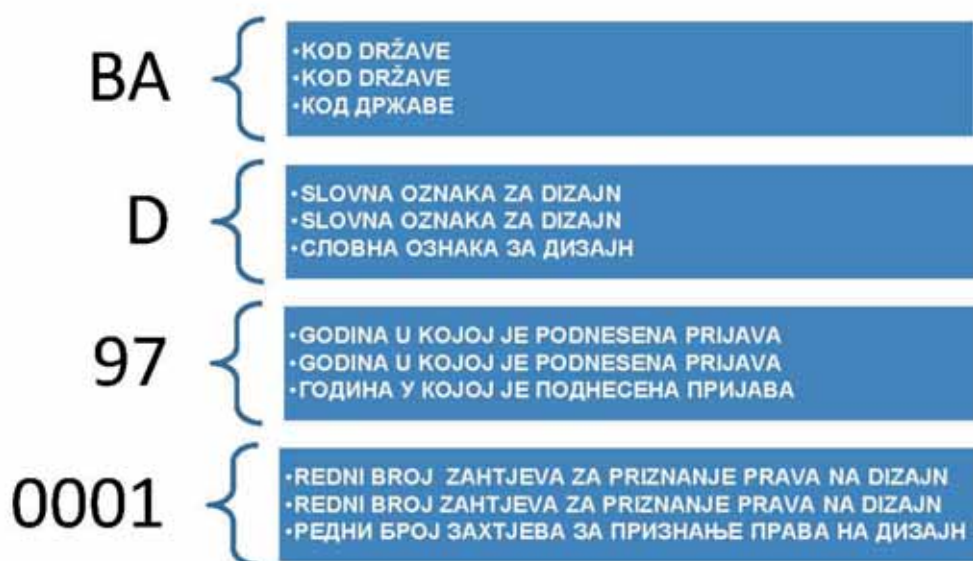 BA
•KOD DRŽAVE
•KOD DRŽAVE
•КОД ДРЖАВЕ
D
•SLOVNA OZNAKA ZA DIZAJN
•SLOVNA OZNAKA ZA DIZAJN
•СЛОВНА ОЗНАКА ЗА ДИЗАЈН
97
•GODINA U KOJOJ JE PODNESENA PRIJAVA
•GODINA U KOJOJ JE PODNESENA PRIJAVA
•ГОДИНА У КОЈОЈ ЈЕ ПОДНЕСЕНА ПРИЈАВА
0001
•REDNI BROJ ZAHTJEVA ZA PRIZNANJE PRAVA NA DIZAJN
•REDNI BROJ ZAHTJEVA ZA PRIZNANJE PRAVA NA DIZAJN
•РЕДНИ БРОЈ ЗАХТЈЕВА ЗА ПРИЗНАЊЕ ПРАВА НА ДИЗАЈН